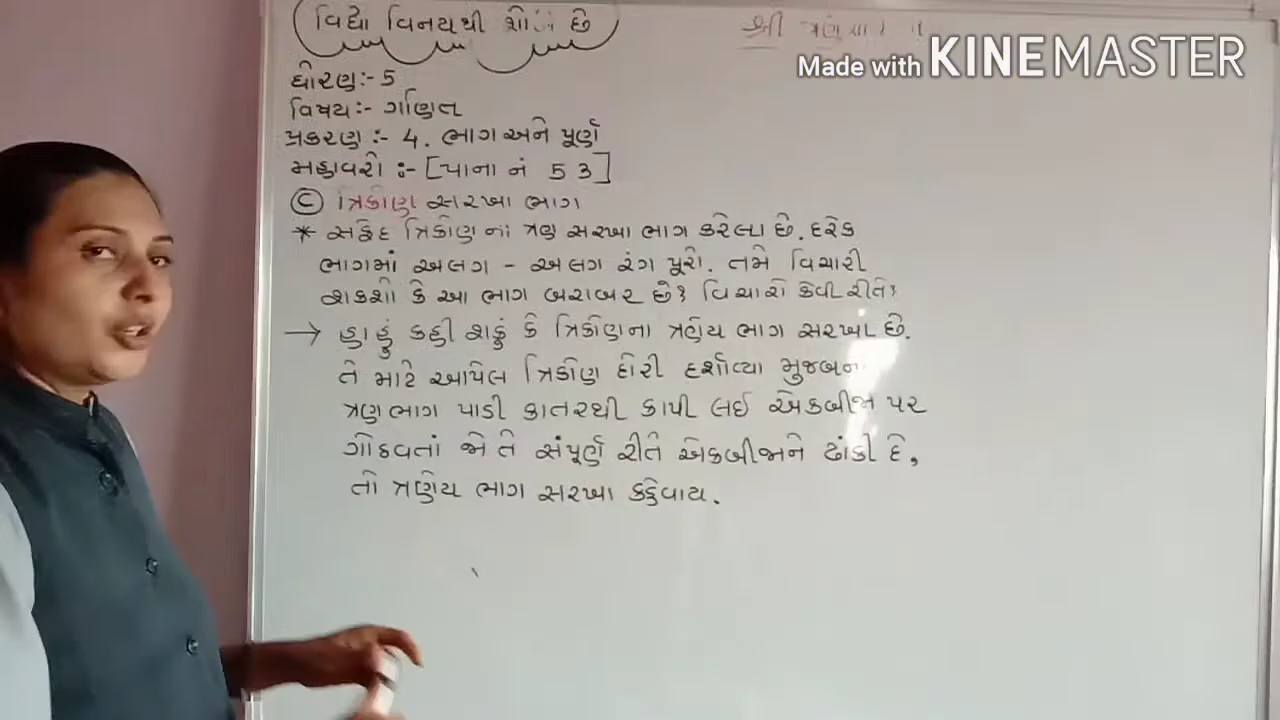 વિદ્યા વિનયથી શોભે છે
શ્રી
Made with KINEMASTER
ધોરણ:- 5
વિષય:- ગણિત
પ્રકરણ:- 4. ભાગ અને પૂર્ણ
મહાવરો:- [પાના નં 53]
C ત્રિકોણ સરખા ભાગ
* સફેદ ત્રિકોણના ત્રણ સરખા ભાગ કરેલા છે. દરેક
ભાગમાં અલગ - અલગ રંગ પૂરો. તમે વિચારી
શકશો કે આ ભાગ બરાબર છે? વિચારો કેવી રીતે?
→ હા હું કહી શકું કે ત્રિકોણના ત્રણેય ભાગ સરખા છે.
તે માટે આપેલ ત્રિકોણ દોરી દર્શાવ્યા મુજબના
ત્રણ ભાગ પાડી કાતરથી કાપી લઈ એકબીજા પર
ગોઠવતાં જો તે સંપૂર્ણ રીતે એકબીજાને ઢાંકી દે,
તો ત્રણેય ભાગ સરખા કહેવાય.